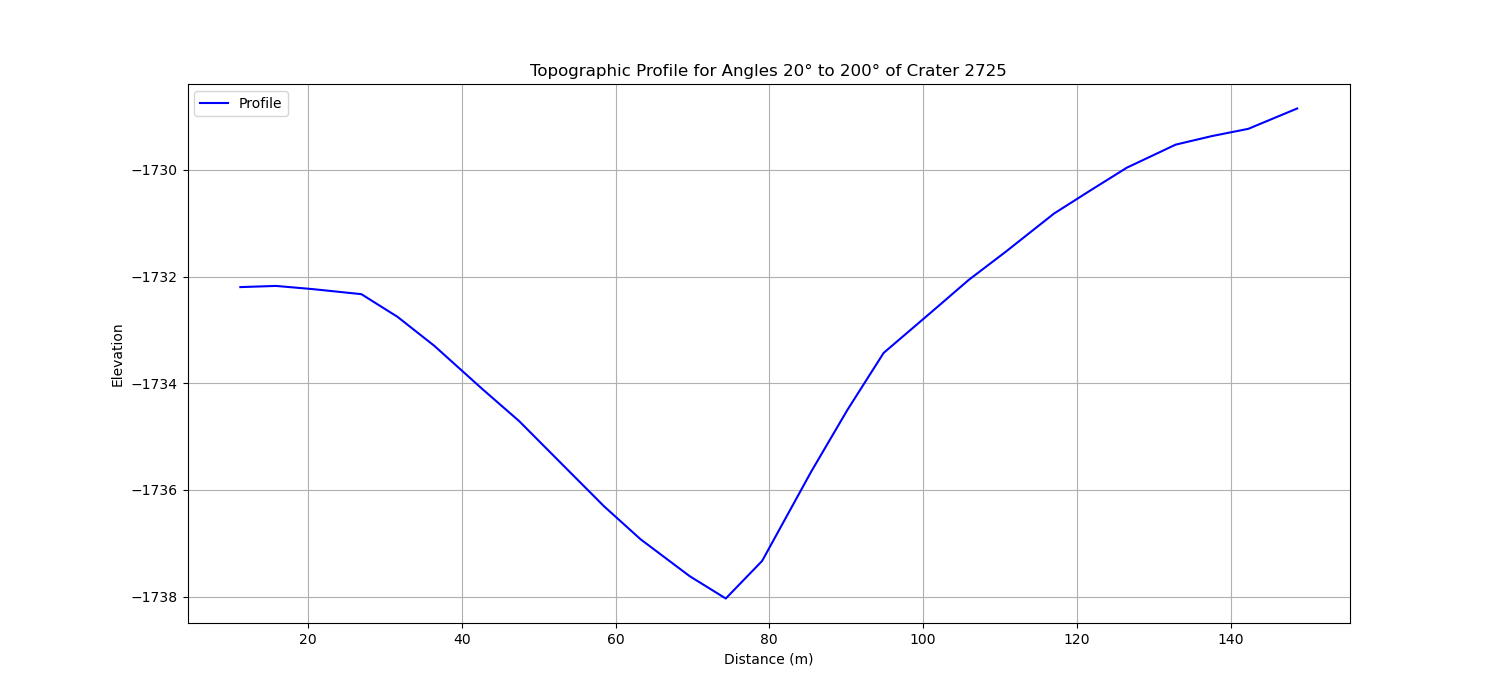 Topographic Profile for Angles 20° to 200° of Crater 2725
Profile
Elevation
−1730
−1732
−1734
−1736
−1738
20 40 60 80 100 120 140
Distance (m)